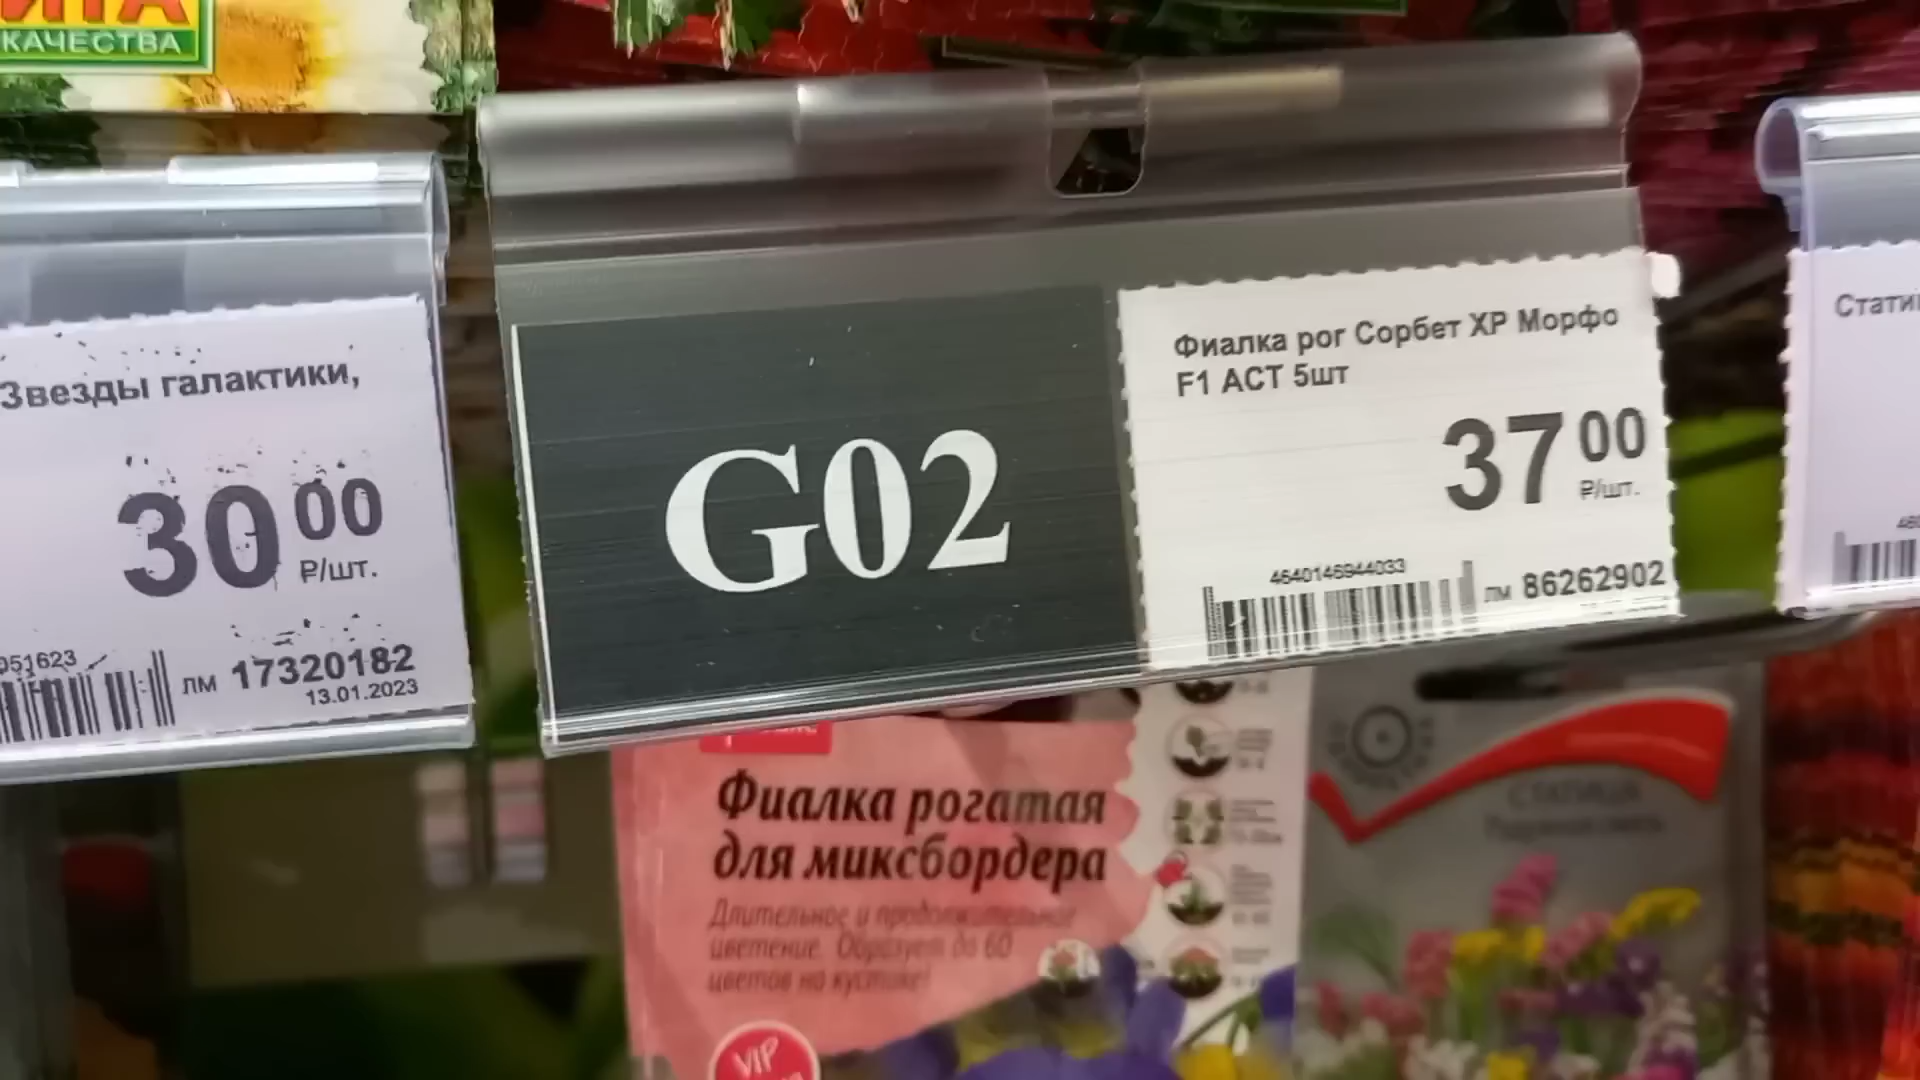 КАЧЕСТВА
Звезды галактики,
30 00
₽/шт.
051623
лм 17320182
13.01.2023
G02
Фиалка рог Сорбет ХР Морфо
F1 АСТ 5шт
37 00
₽/шт.
4640146944033
лм 86262902
Фиалка рогатая
для миксбордера
Длительное и продолжительное
цветение. Образует до 60
цветов на кустике!
VIP
СТАТИЦА